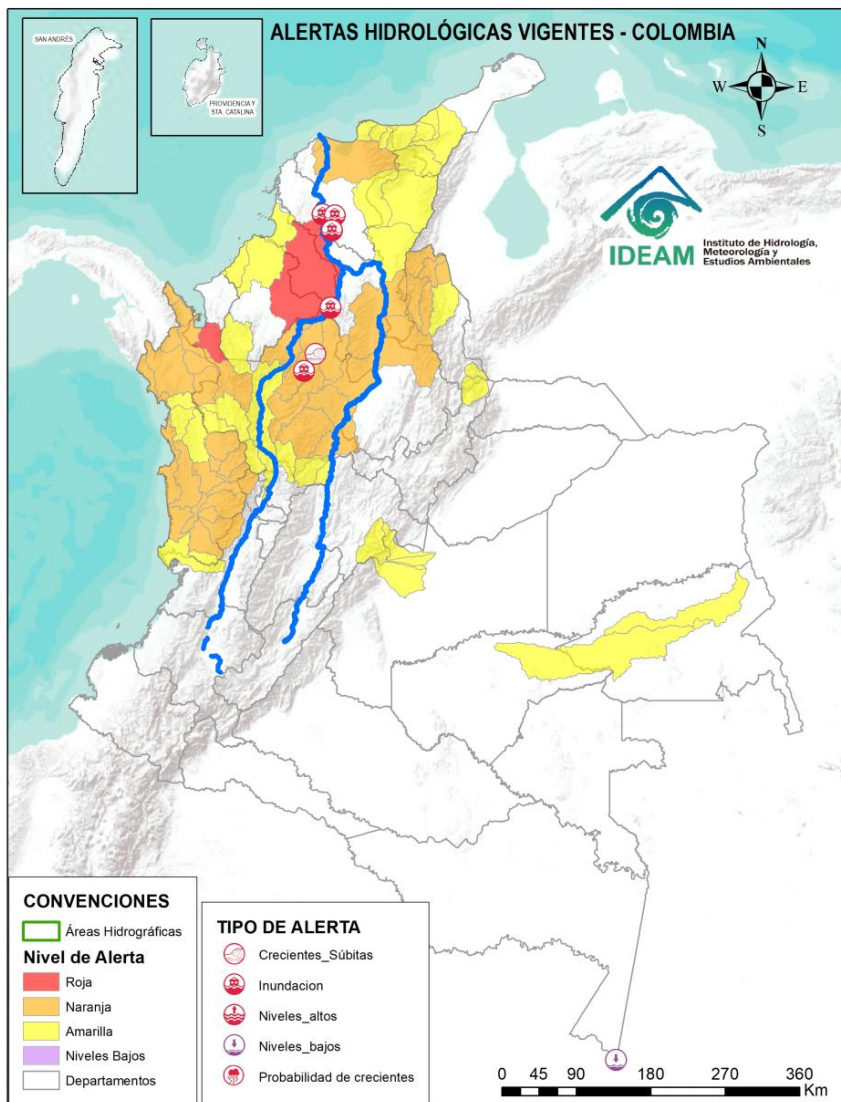 ALERTAS HIDROLÓGICAS VIGENTES - COLOMBIA
SAN ANDRÉS
PROVIDENCIA Y
STA. CATALINA
N
W
E
S
IDEAM
Instituto de Hidrología,
Meteorología y
Estudios Ambientales
CONVENCIONES
Áreas Hidrográficas
Nivel de Alerta
Roja
Naranja
Amarilla
Niveles Bajos
Departamentos
TIPO DE ALERTA
Crecientes_Súbitas
Inundacion
Niveles_altos
Niveles_bajos
Probabilidad de crecientes
0 45 90 180 270 360
Km